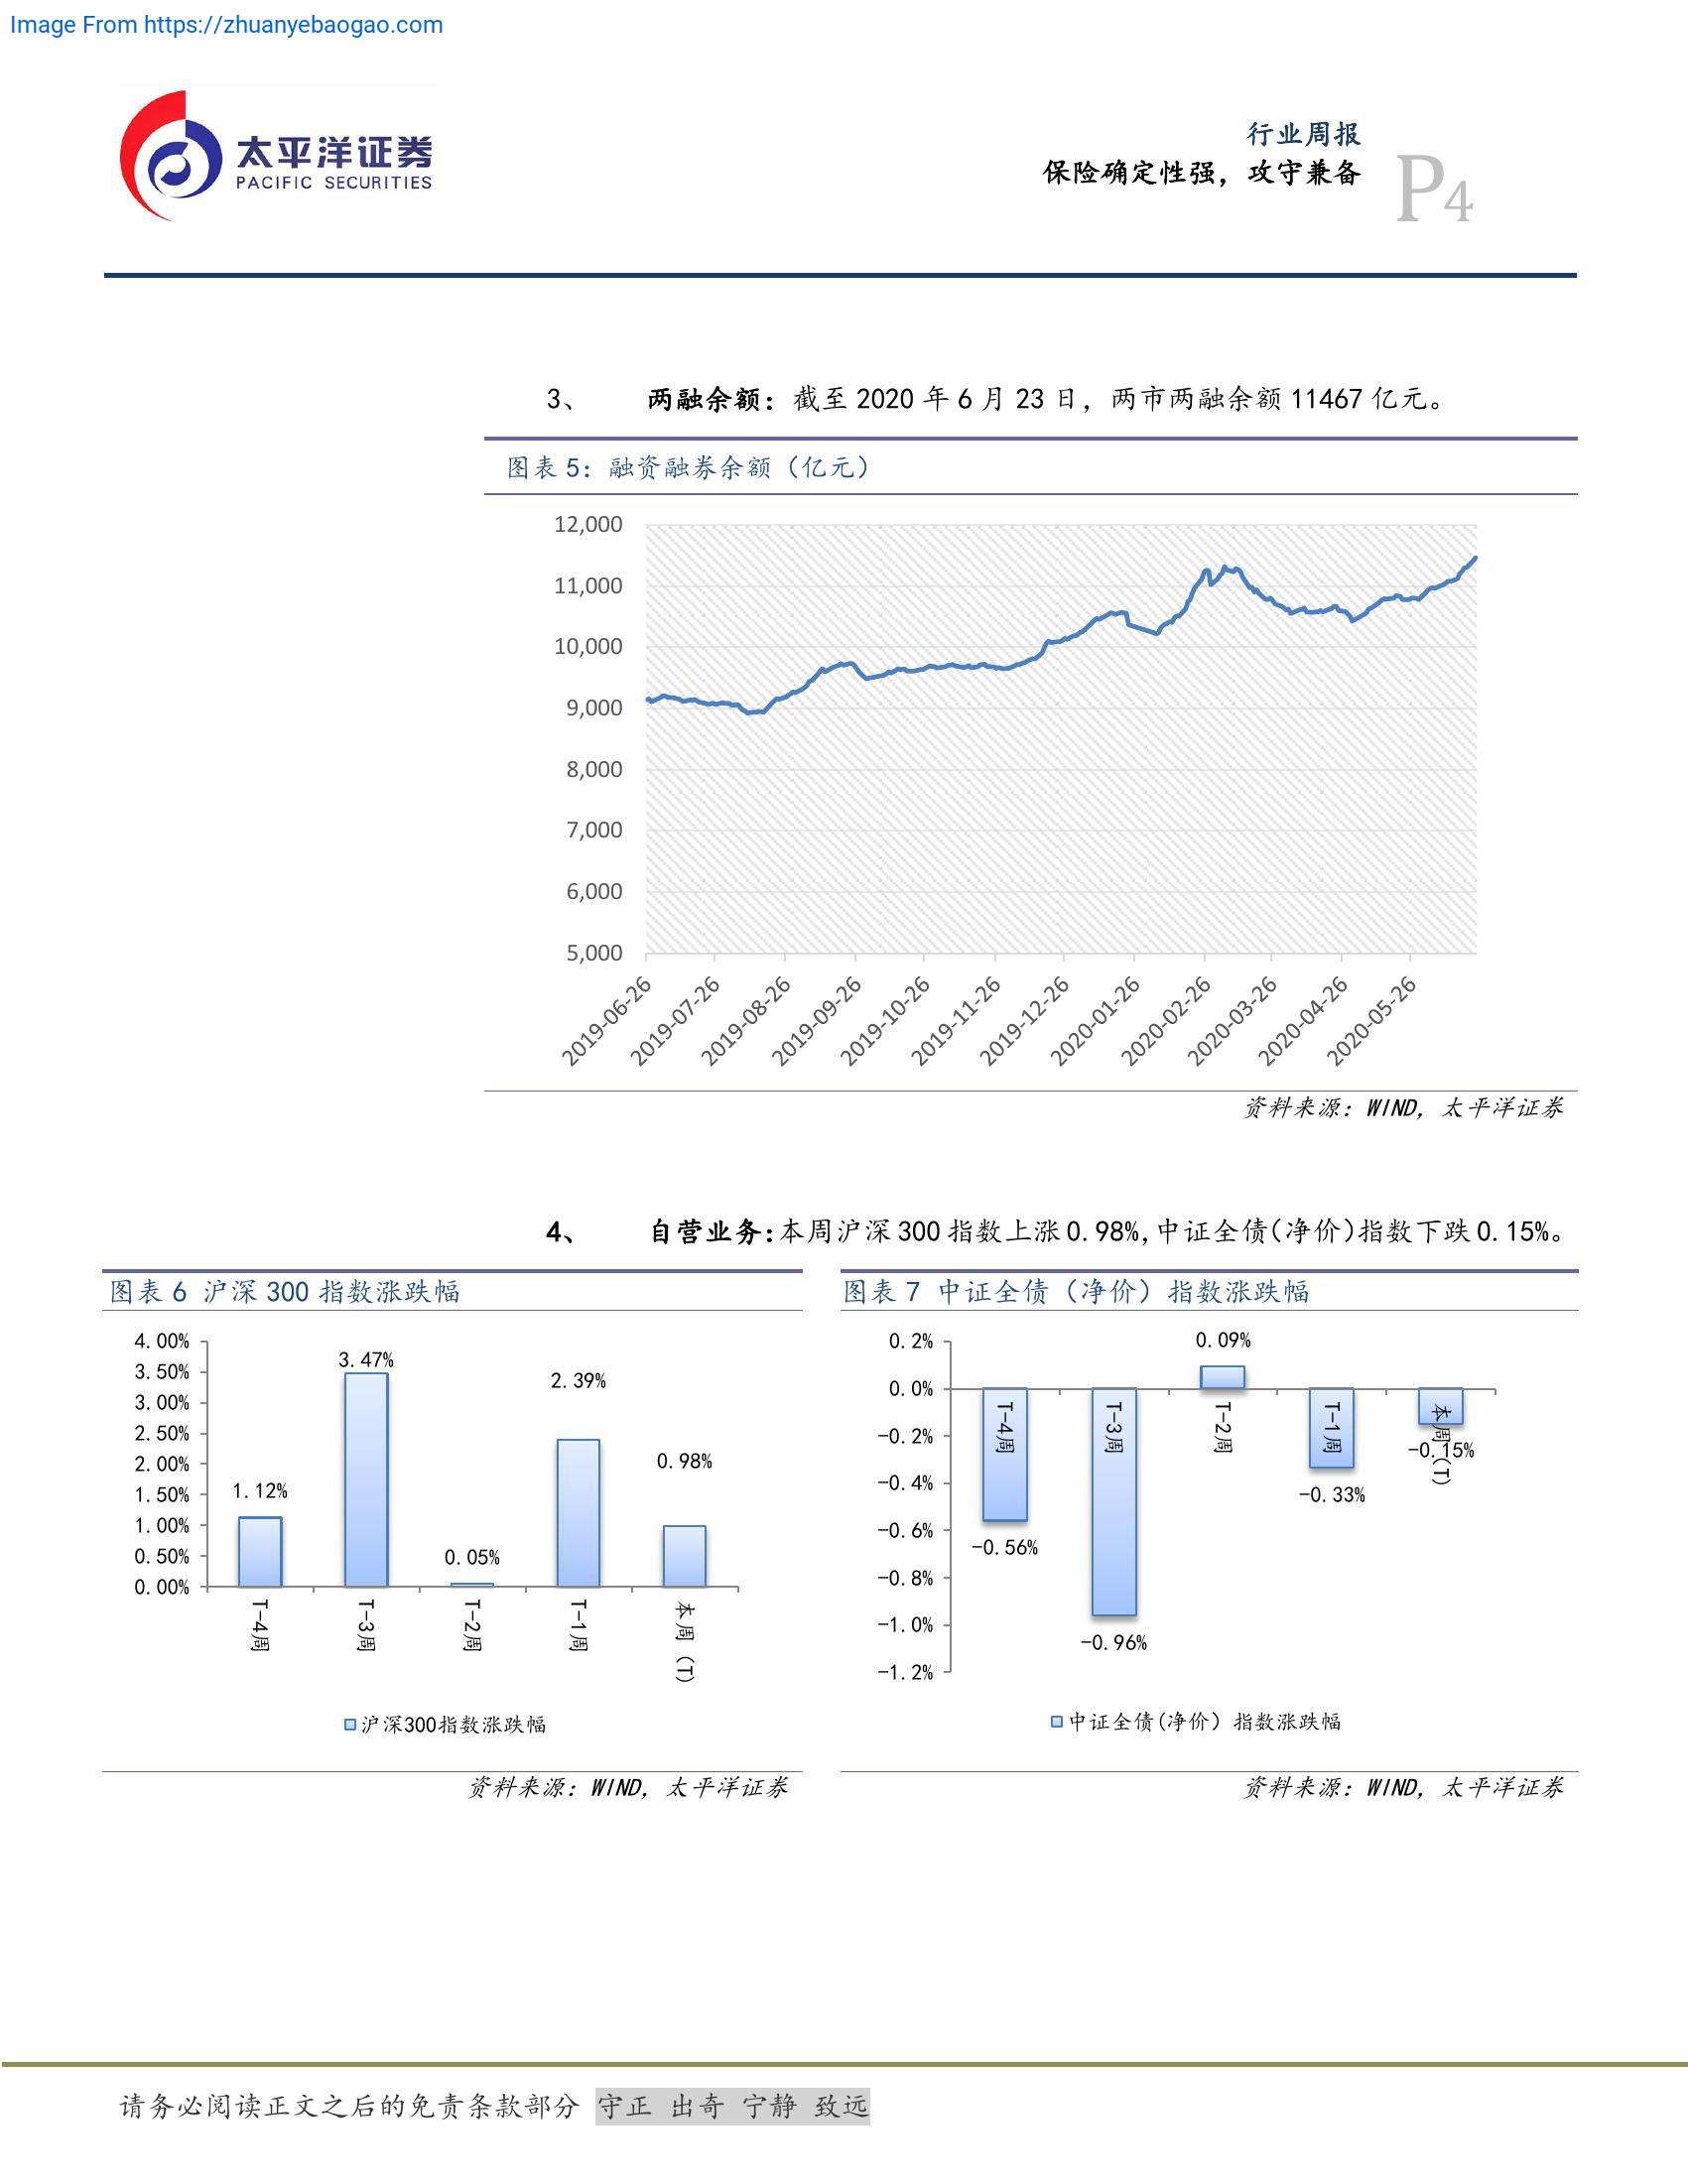 Image From https://zhuanyebaogao.com
太平洋证券
PACIFIC SECURITIES
行业周报
保险确定性强，攻守兼备
P4
3、 两融余额：截至 2020 年 6 月 23 日，两市两融余额 11467 亿元。
图表 5：融资融券余额（亿元）
12,000
11,000
10,000
9,000
8,000
7,000
6,000
5,000
2019-06-26
2019-07-26
2019-08-26
2019-09-26
2019-10-26
2019-11-26
2019-12-26
2020-01-26
2020-02-26
2020-03-26
2020-04-26
2020-05-26
资料来源：WIND，太平洋证券
4、 自营业务：本周沪深 300 指数上涨 0.98%，中证全债(净价)指数下跌 0.15%。
图表 6 沪深 300 指数涨跌幅
4.00%
3.50%
3.00%
2.50%
2.00%
1.50%
1.00%
0.50%
0.00%
1.12%
3.47%
0.05%
2.39%
0.98%
T-4周
T-3周
T-2周
T-1周
本周（T）
沪深300指数涨跌幅
资料来源：WIND，太平洋证券
图表 7 中证全债（净价）指数涨跌幅
0.2%
0.0%
-0.2%
-0.4%
-0.6%
-0.8%
-1.0%
-1.2%
-0.56%
-0.96%
0.09%
-0.33%
-0.15%
T-4周
T-3周
T-2周
T-1周
本周（T）
中证全债(净价）指数涨跌幅
资料来源：WIND，太平洋证券
请务必阅读正文之后的免责条款部分 守正 出奇 宁静 致远